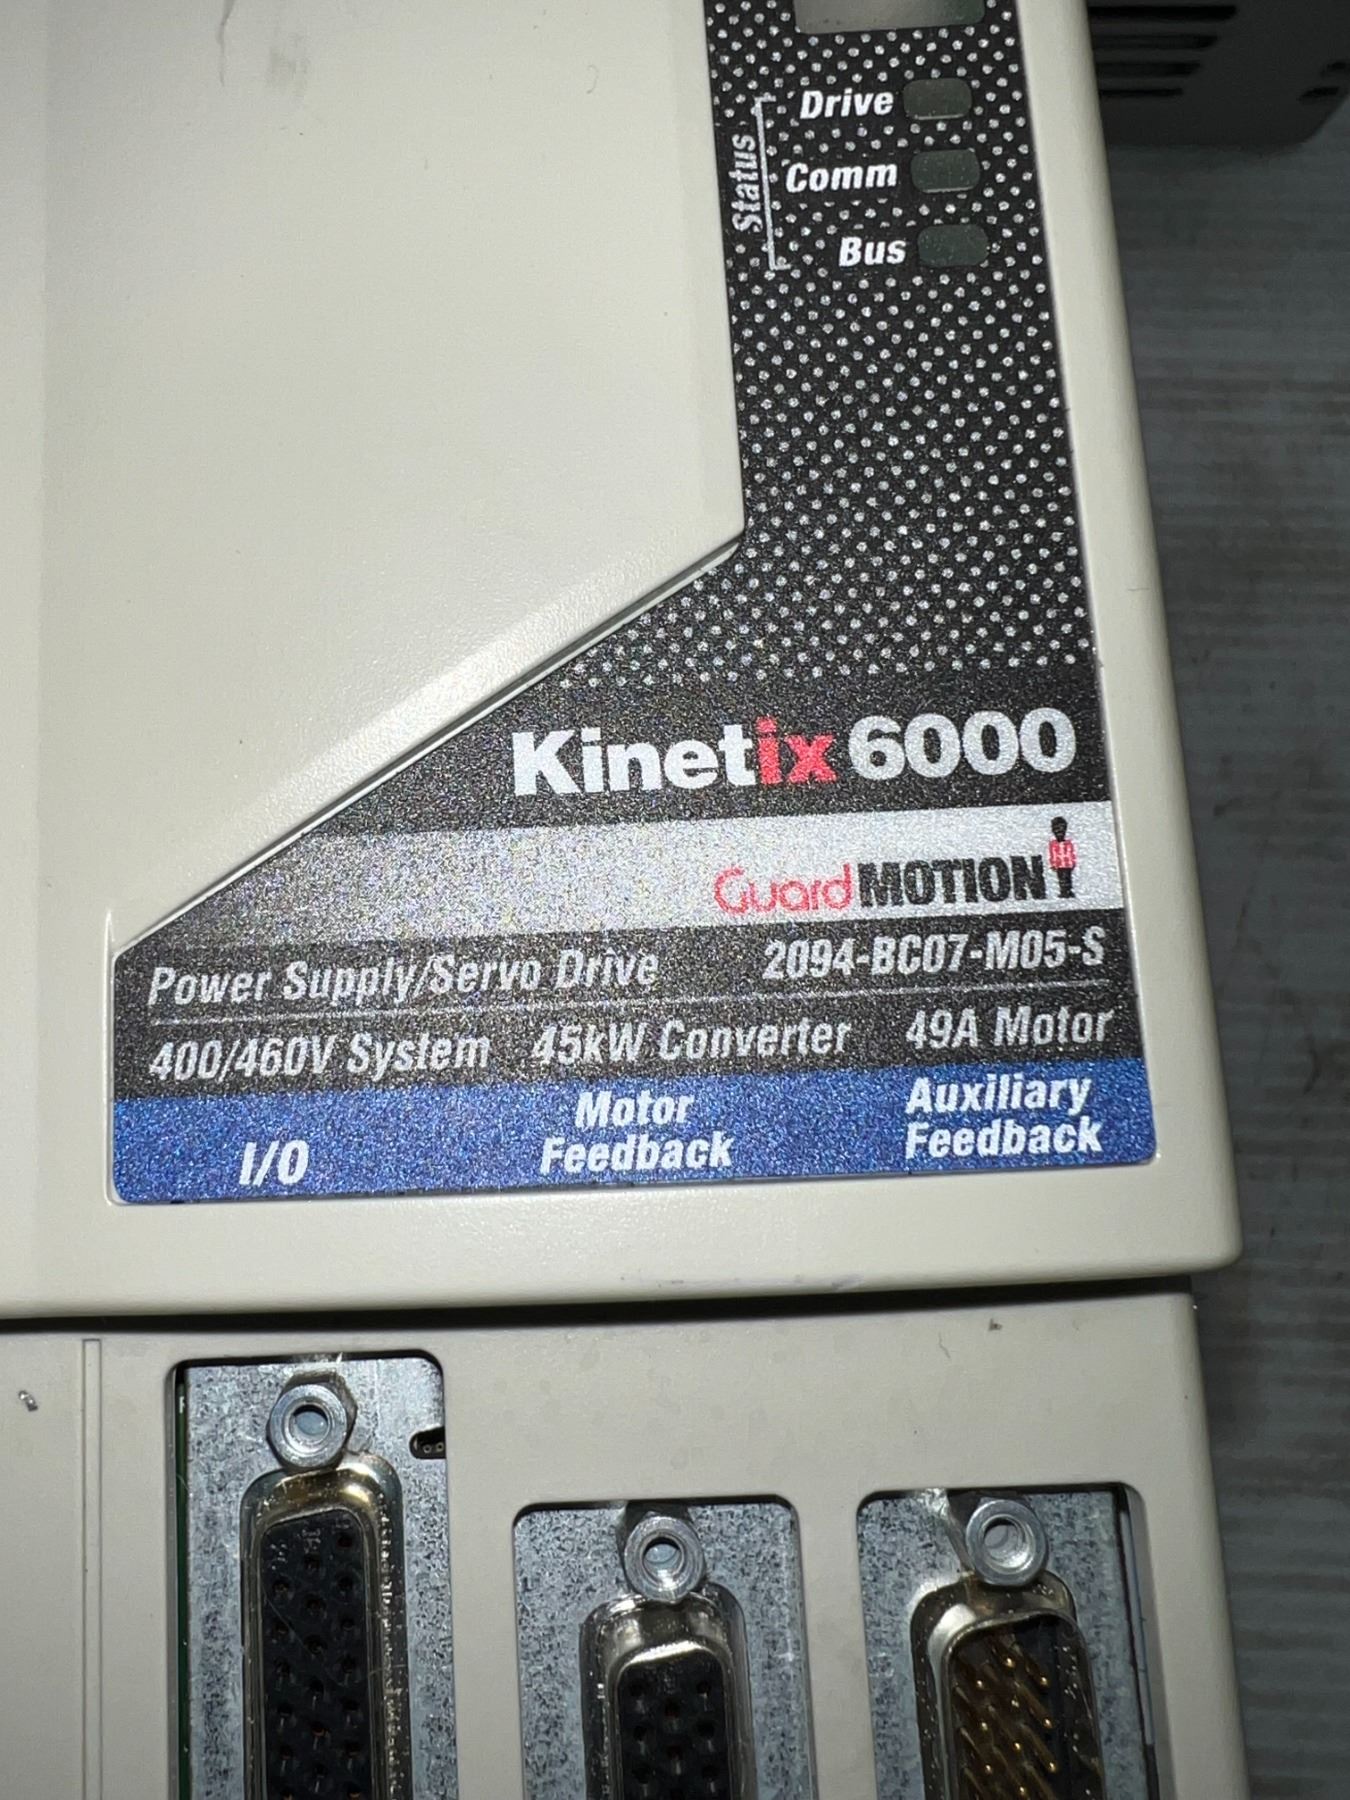 Status
Drive
Comm
Bus
Kinetix 6000
GuardMOTION
Power Supply/Servo Drive 2094-BC07-M05-S
400/460V System 45kW Converter 49A Motor
I/O
Motor
Feedback
Auxiliary
Feedback